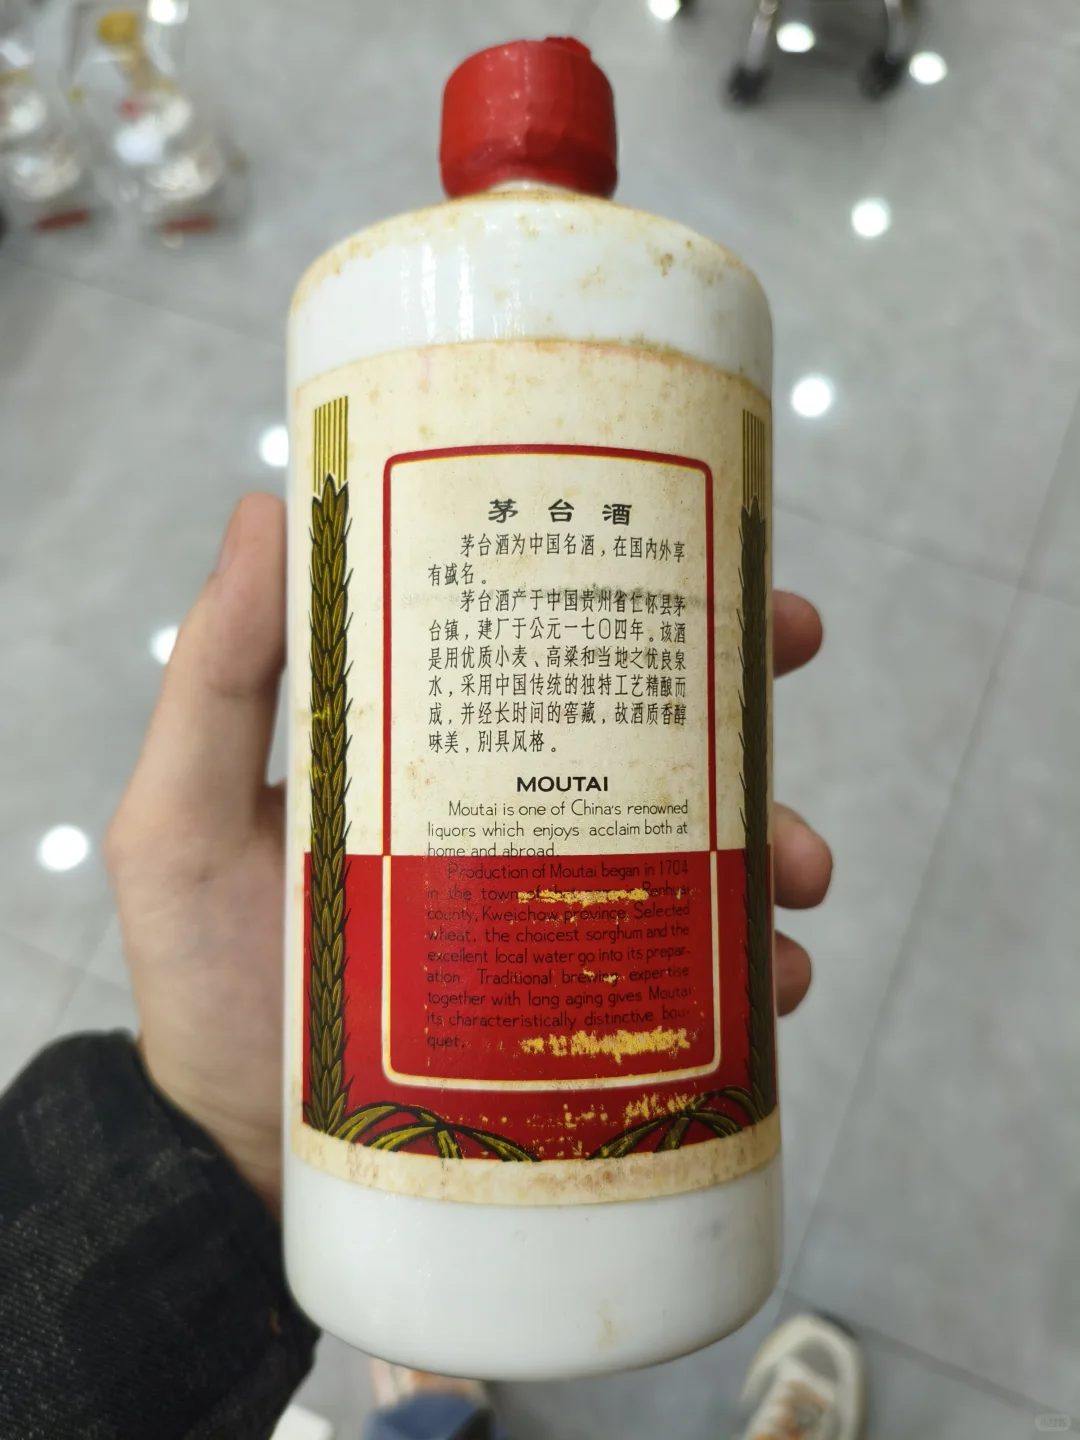 茅台酒
茅台酒为中国名酒，在国内外享
有盛名。
茅台酒产于中国贵州省仁怀县茅
台镇，建厂于公元一七〇四年。该酒
是用优质小麦、高粱和当地之优良泉
水，采用中国传统的独特工艺精酿而
成，并经长时间的窖藏，故酒质香醇
味美，别具风格。
MOUTAI
Moutai is one of China's renowned
liquors which enjoys acclaim both at
home and abroad.
Production of Moutai began in 1704
in the town of in Renhuai
county, Kweichow province. Selected
wheat, the choicest sorghum and the
excellent local water go into its prepar-
ation. Traditional brewing expertise
together with long aging gives Moutai
its characteristically distinctive bou-
quet.